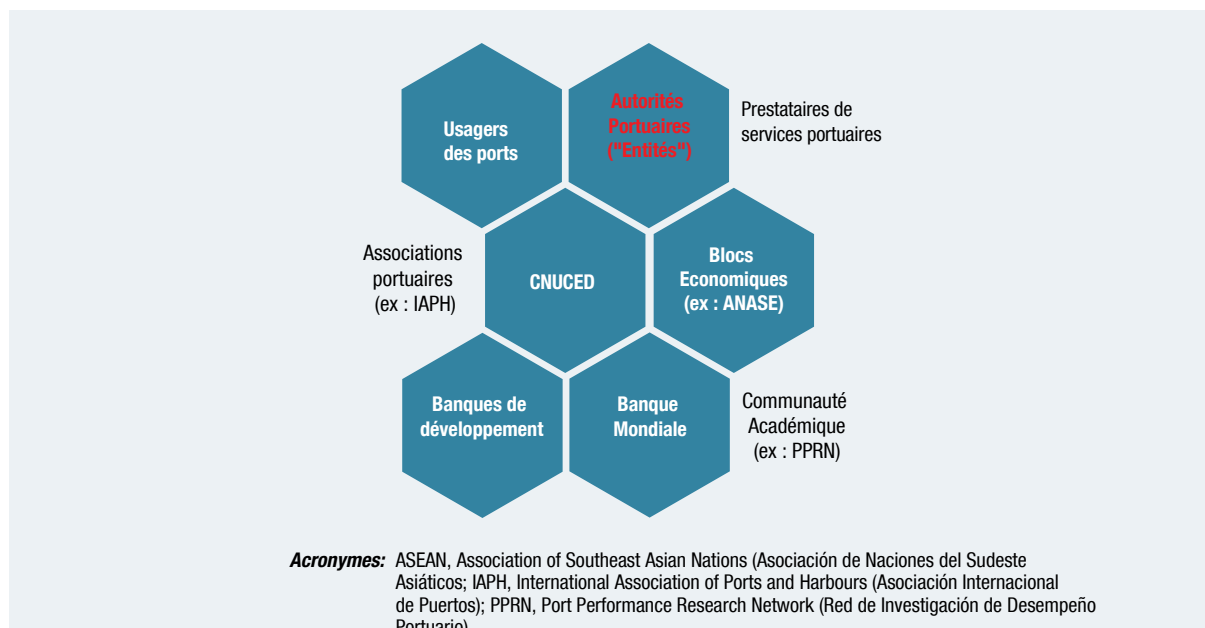 Usagers
des ports
Autorités
Portuaires
("Entités")
Prestataires de
services portuaires
Associations
portuaires
(ex : IAPH)
CNUCED
Blocs
Economiques
(ex : ANASE)
Banques de
développement
Banque
Mondiale
Communauté
Académique
(ex : PPRN)
Acronymes: ASEAN, Association of Southeast Asian Nations (Asociación de Naciones del Sudeste
Asiáticos; IAPH, International Association of Ports and Harbours (Asociación Internacional
de Puertos); PPRN, Port Performance Research Network (Red de Investigación de Desempeño
Portuario)